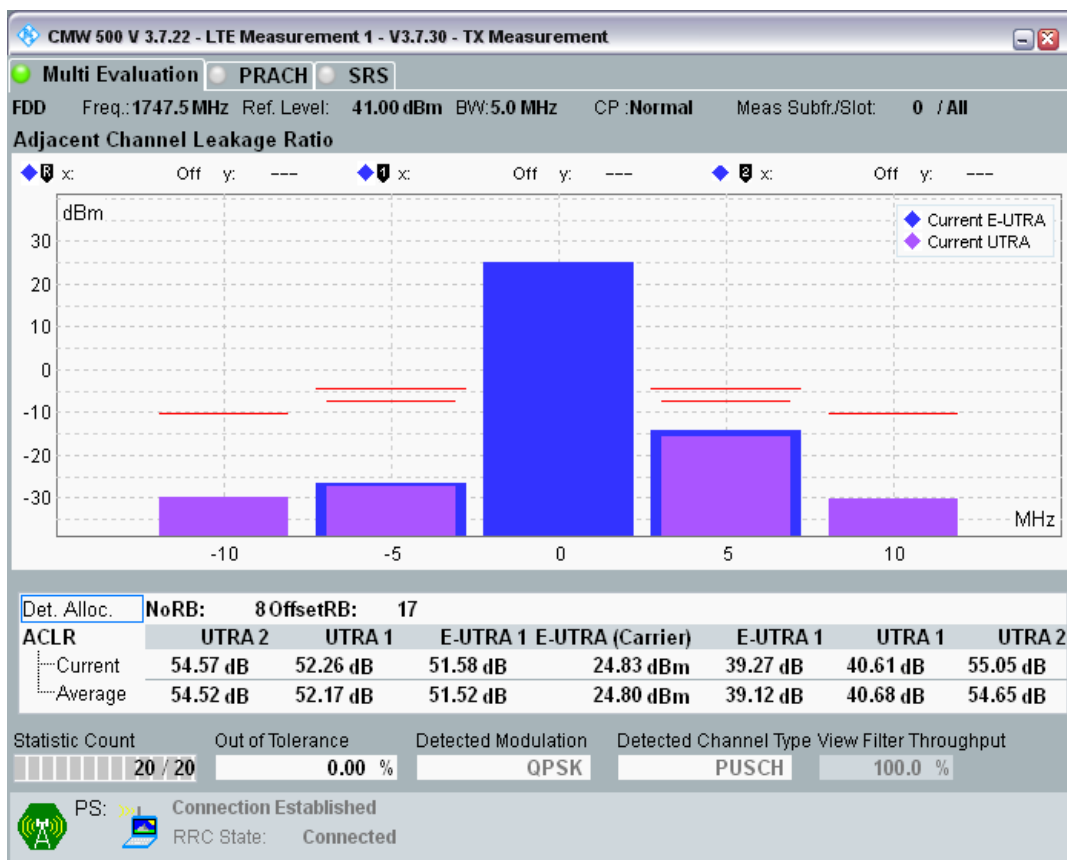 CMW 500 V 3.7.22 - LTE Measurement 1 - V3.7.30 - TX Measurement
Multi Evaluation PRACH SRS
FDD Freq.: 1747.5 MHz Ref. Level: 41.00 dBm BW: 5.0 MHz CP :Normal Meas Subfr./Slot: 0 / All
Adjacent Channel Leakage Ratio
R x: Off y: --- 1 x: Off y: --- 2 x: Off y: ---
dBm
Current E-UTRA
Current UTRA
30
20
10
0
-10
-20
-30
MHz
-10 -5 0 5 10
Det. Alloc. NoRB: 8 OffsetRB: 17
ACLR UTRA 2 UTRA 1 E-UTRA 1 E-UTRA (Carrier) E-UTRA 1 UTRA 1 UTRA 2
Current 54.57 dB 52.26 dB 51.58 dB 24.83 dBm 39.27 dB 40.61 dB 55.05 dB
Average 54.52 dB 52.17 dB 51.52 dB 24.80 dBm 39.12 dB 40.68 dB 54.65 dB
Statistic Count Out of Tolerance Detected Modulation Detected Channel Type View Filter Throughput
20 / 20 0.00 % QPSK PUSCH 100.0 %
PS: Connection Established
RRC State: Connected